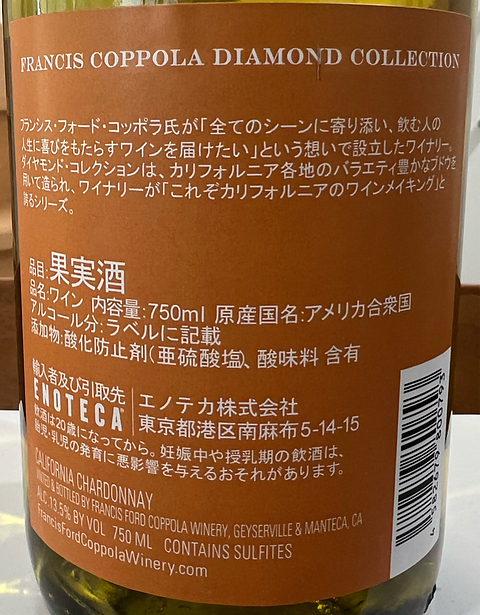 FRANCIS COPPOLA DIAMOND COLLECTION
フランシス・フォード・コッポラ氏が「全てのシーンに寄り添い、飲む人の
人生に喜びをもたらすワインを届けたい」という想いで設立したワイナリー。
ダイヤモンド・コレクションは、カリフォルニア各地のバラエティ豊かなブドウを
用いて造られ、ワイナリーが「これぞカリフォルニアのワインメイキング」と
誇るシリーズ。
品目:果実酒
品名:ワイン 内容量:750ml 原産国名:アメリカ合衆国
アルコール分:ラベルに記載
添加物:酸化防止剤(亜硫酸塩)、酸味料 含有
輸入者及び引取先
ENOTECA
エノテカ株式会社
東京都港区南麻布5-14-15
飲酒は20歳になってから。妊娠中や授乳期の飲酒は、
胎児・乳児の発育に悪影響を与えるおそれがあります。
CALIFORNIA CHARDONNAY
VINTED & BOTTLED BY FRANCIS FORD COPPOLA WINERY, GEYSERVILLE & MANTECA, CA
ALC. 13.5% BY VOL 750 ML CONTAINS SULFITES
FrancisFordCoppolaWinery.com